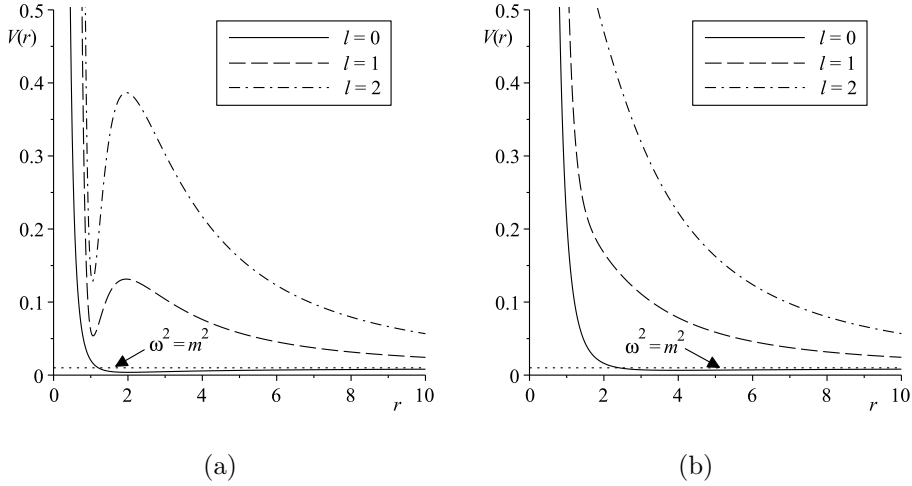 0.5
V(r)
0.4
0.3
0.2
0.1
0
l = 0
l = 1
l = 2
ω² = m²
0 2 4 6 8 10
r
(a)
0.5
V(r)
0.4
0.3
0.2
0.1
0
l = 0
l = 1
l = 2
ω² = m²
0 2 4 6 8 10
r
(b)